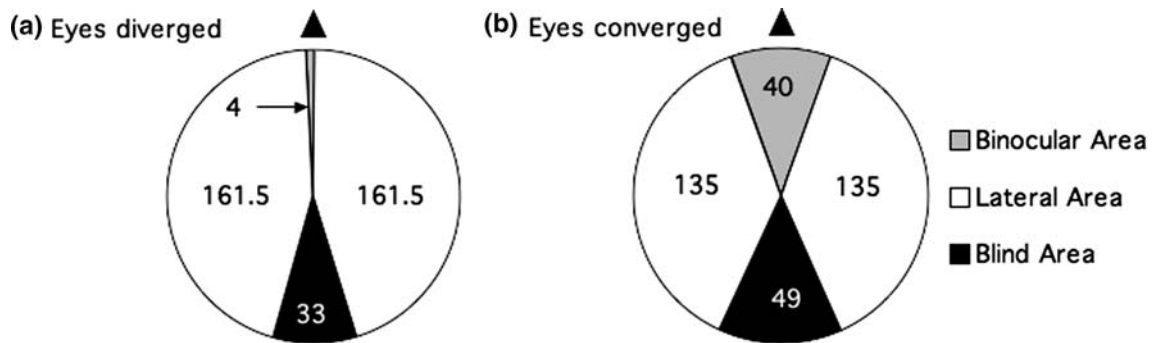 (a) Eyes diverged
4
161.5
161.5
33
(b) Eyes converged
40
135
135
49
Binocular Area
Lateral Area
Blind Area